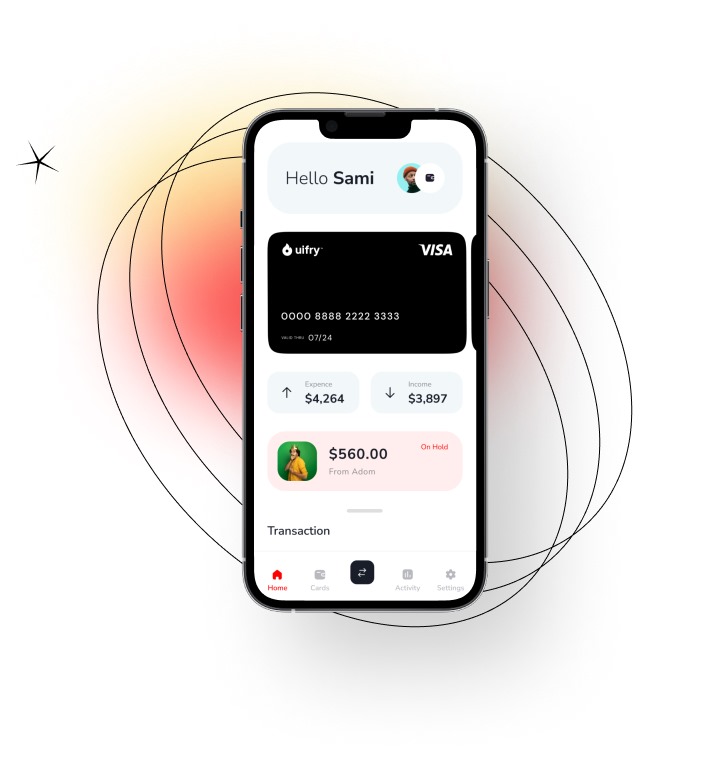 Hello Sami
uifry™
VISA
0000 8888 2222 3333
VALID THRU 07/24
Expence
$4,264
Income
$3,897
$560.00
On Hold
From Adom
Transaction
Home
Cards
Activity
Settings